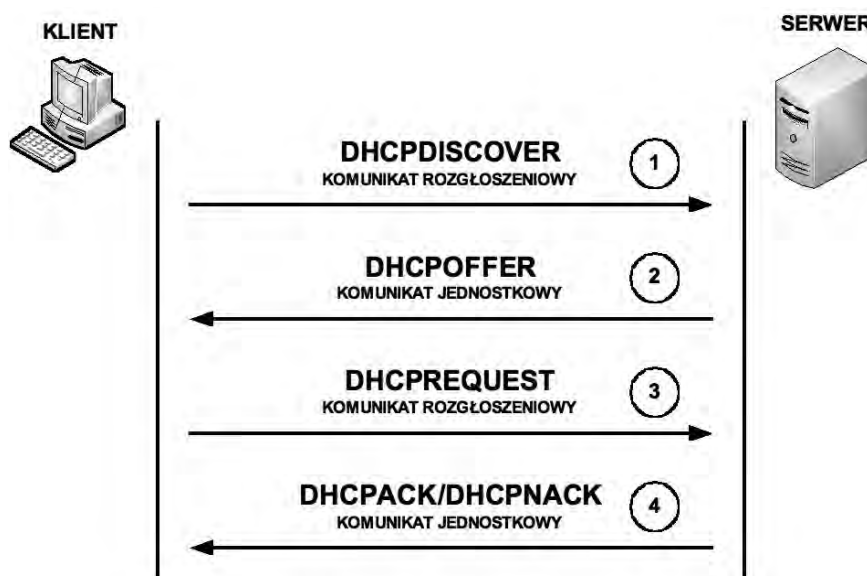 KLIENT
SERWER
DHCPDISCOVER
KOMUNIKAT ROZGŁOSZENIOWY
1
DHCPOFFER
KOMUNIKAT JEDNOSTKOWY
2
DHCPREQUEST
KOMUNIKAT ROZGŁOSZENIOWY
3
DHCPACK/DHCPNACK
KOMUNIKAT JEDNOSTKOWY
4